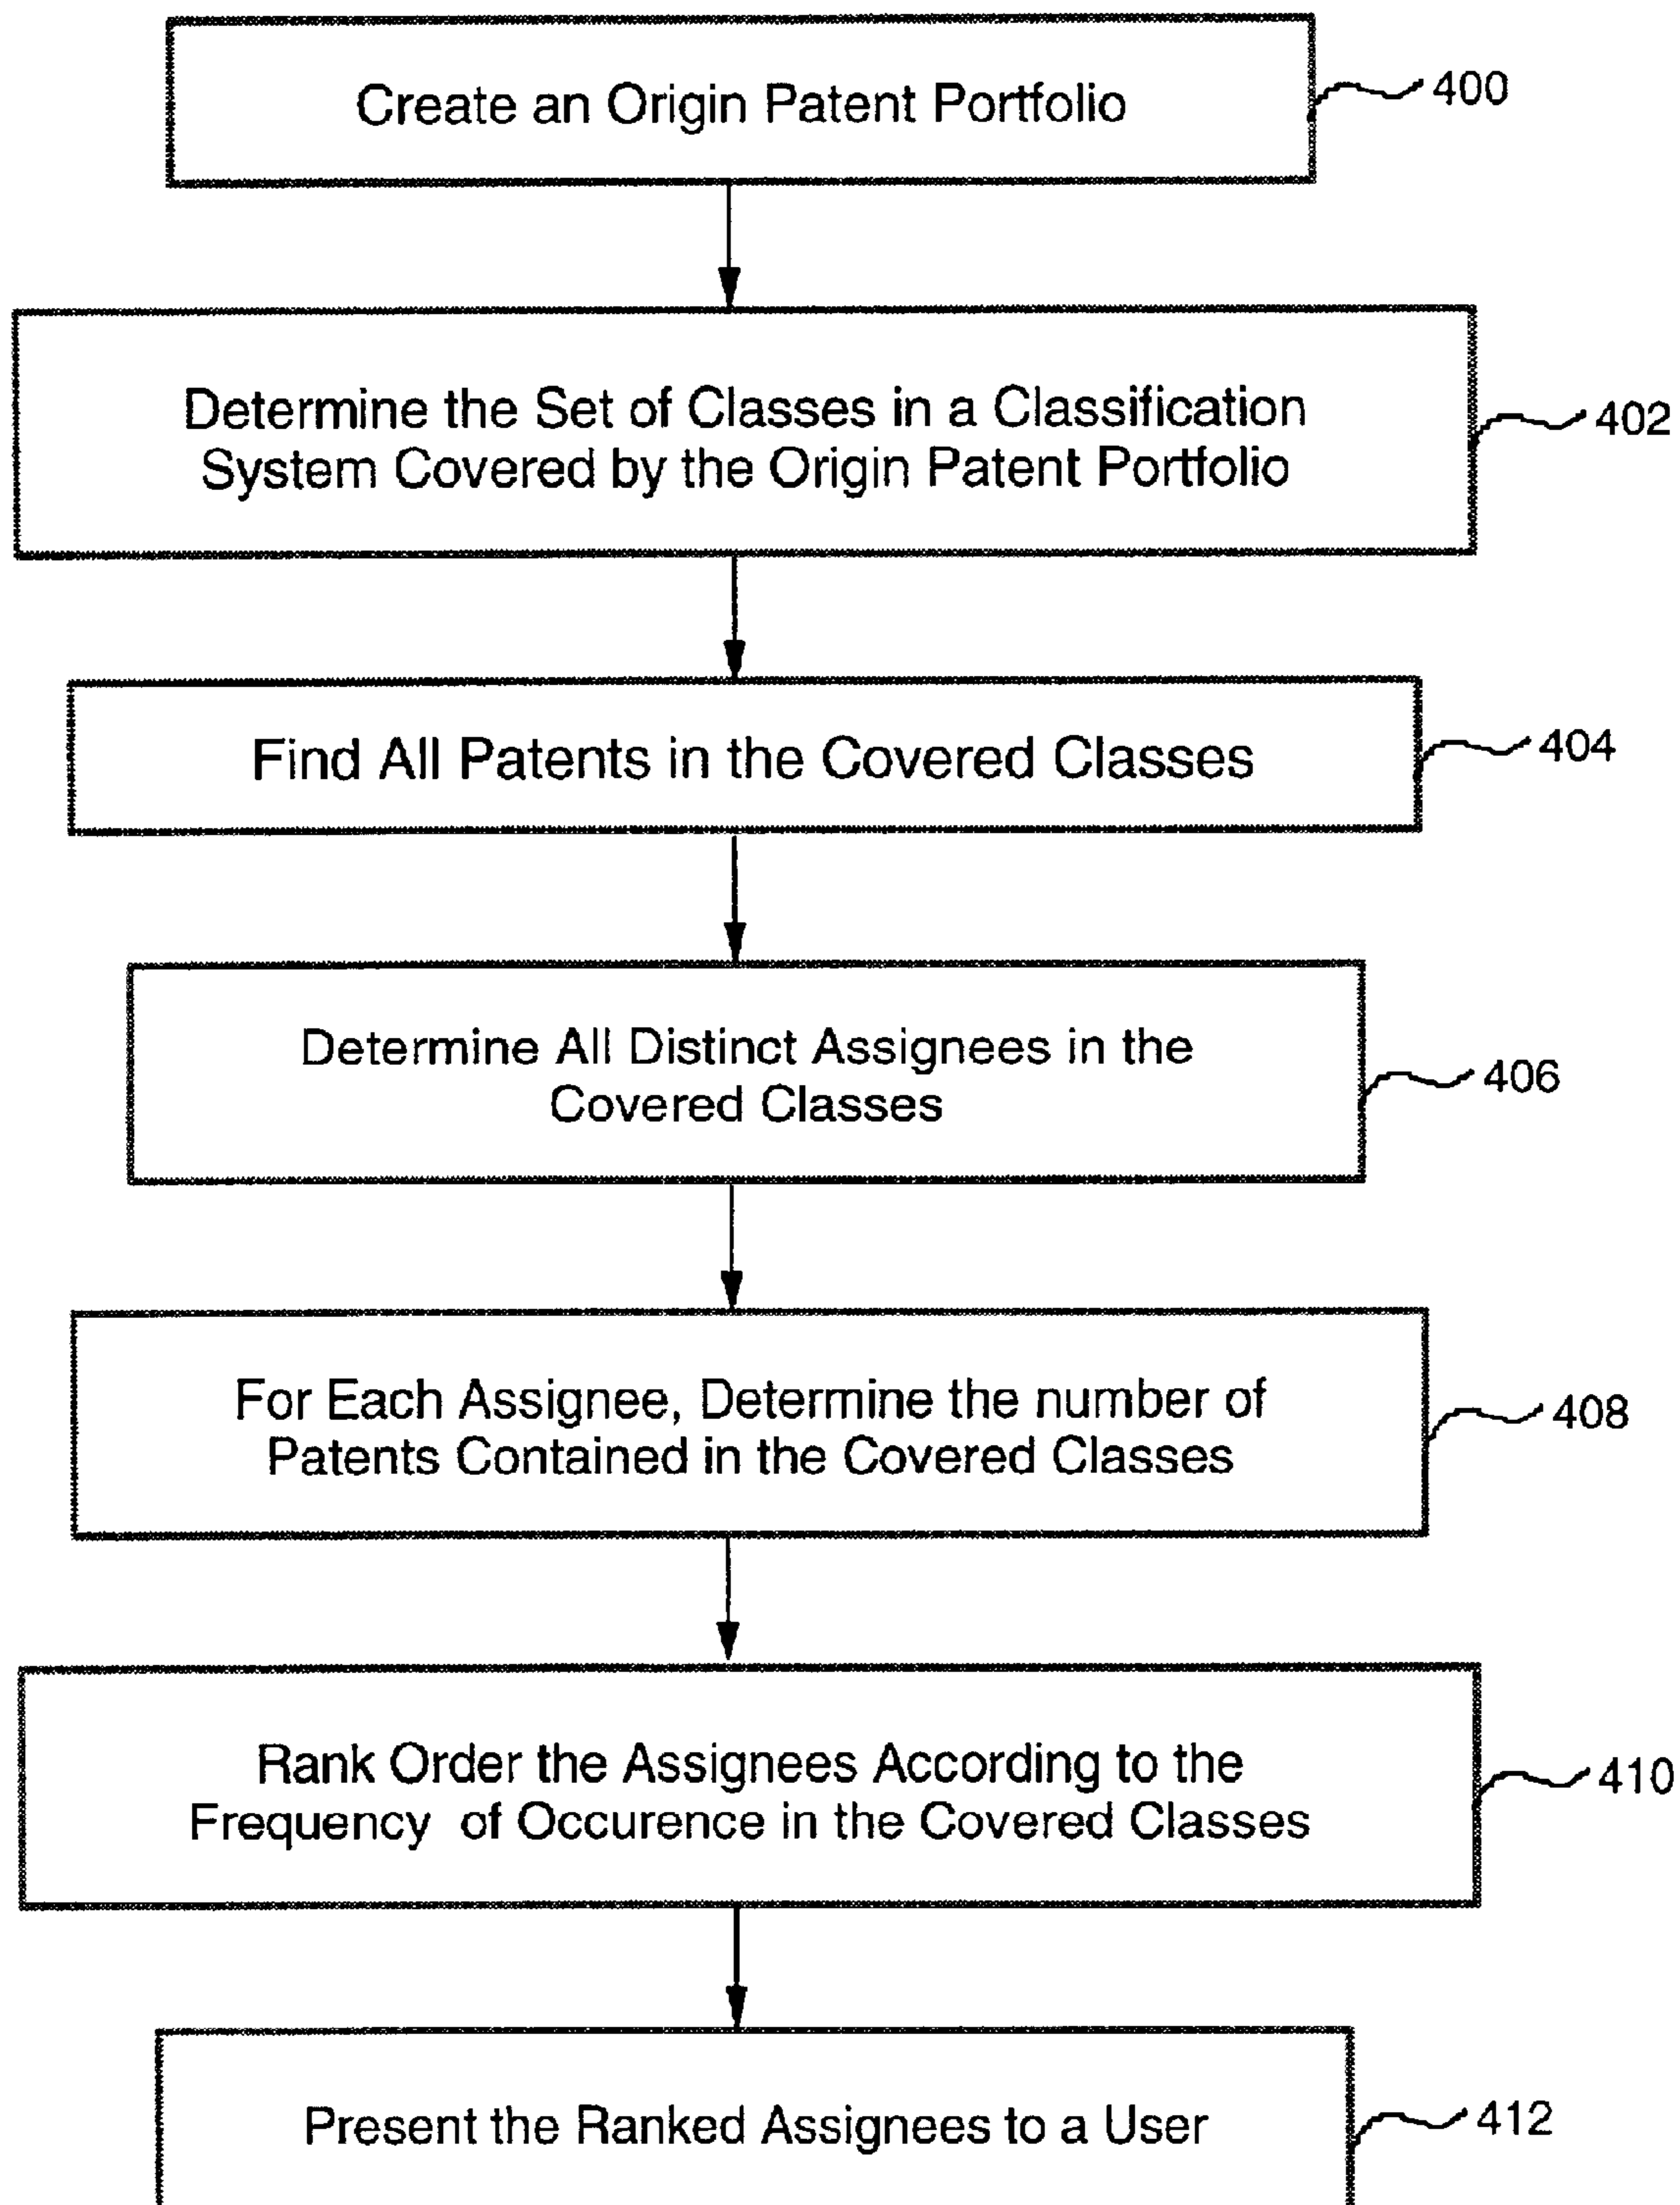 Create an Origin Patent Portfolio
400
Determine the Set of Classes in a Classification
System Covered by the Origin Patent Portfolio
402
Find All Patents in the Covered Classes
404
Determine All Distinct Assignees in the
Covered Classes
406
For Each Assignee, Determine the number of
Patents Contained in the Covered Classes
408
Rank Order the Assignees According to the
Frequency of Occurence in the Covered Classes
410
Present the Ranked Assignees to a User
412